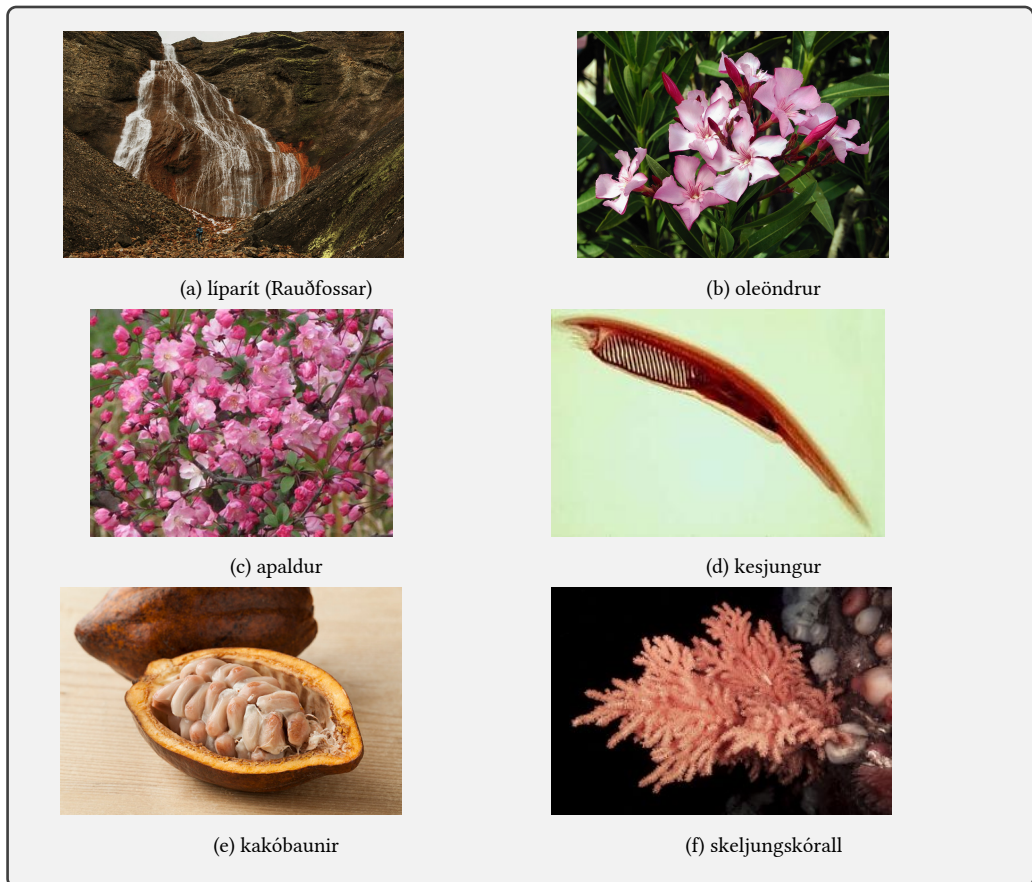 (a) líparít (Rauðfossar)
(b) oleöndrur
(c) apaldur
(d) kesjungur
(e) kakóbaunir
(f) skeljungskórall